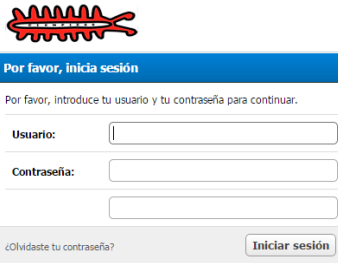 Por favor, inicia sesión
Por favor, introduce tu usuario y tu contraseña para continuar.
Usuario:
Contraseña:
¿Olvidaste tu contraseña?
Iniciar sesión